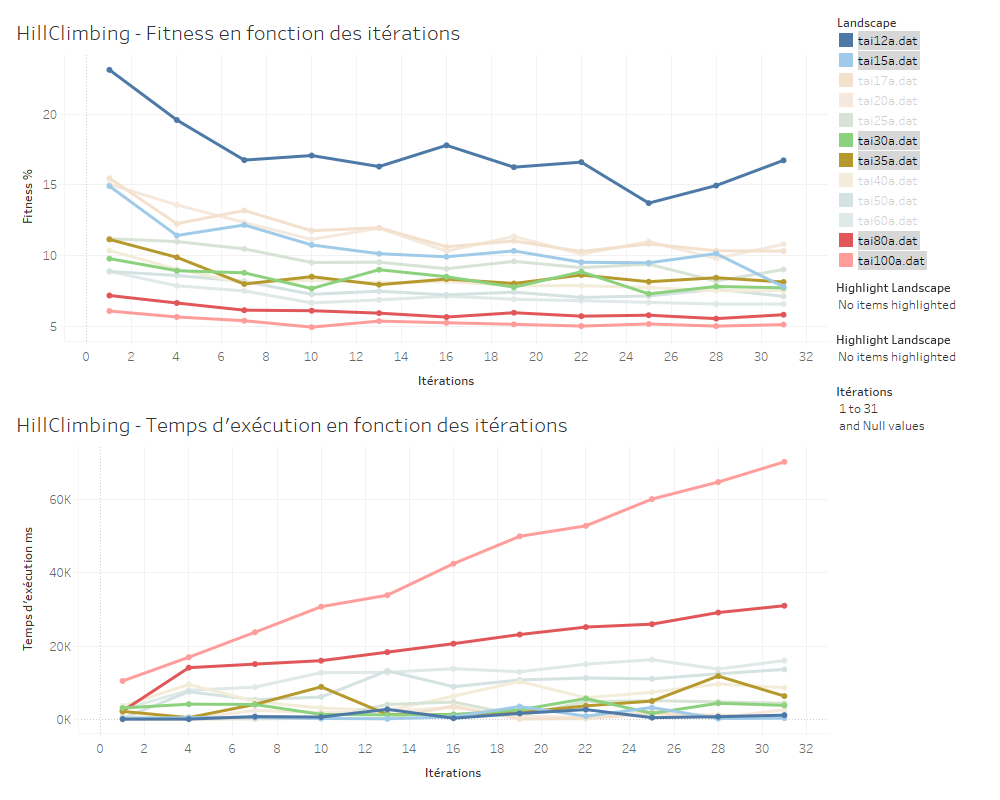 HillClimbing - Fitness en fonction des itérations
20
15
10
5
Fitness %
0 2 4 6 8 10 12 14 16 18 20 22 24 26 28 30 32
Itérations
HillClimbing - Temps d'exécution en fonction des itérations
60K
40K
20K
0K
Temps d'exécution ms
0 2 4 6 8 10 12 14 16 18 20 22 24 26 28 30 32
Itérations
Landscape
tai12a.dat
tai15a.dat
tai17a.dat
tai20a.dat
tai25a.dat
tai30a.dat
tai35a.dat
tai40a.dat
tai50a.dat
tai60a.dat
tai80a.dat
tai100a.dat
Highlight Landscape
No items highlighted
Highlight Landscape
No items highlighted
Itérations
1 to 31
and Null values